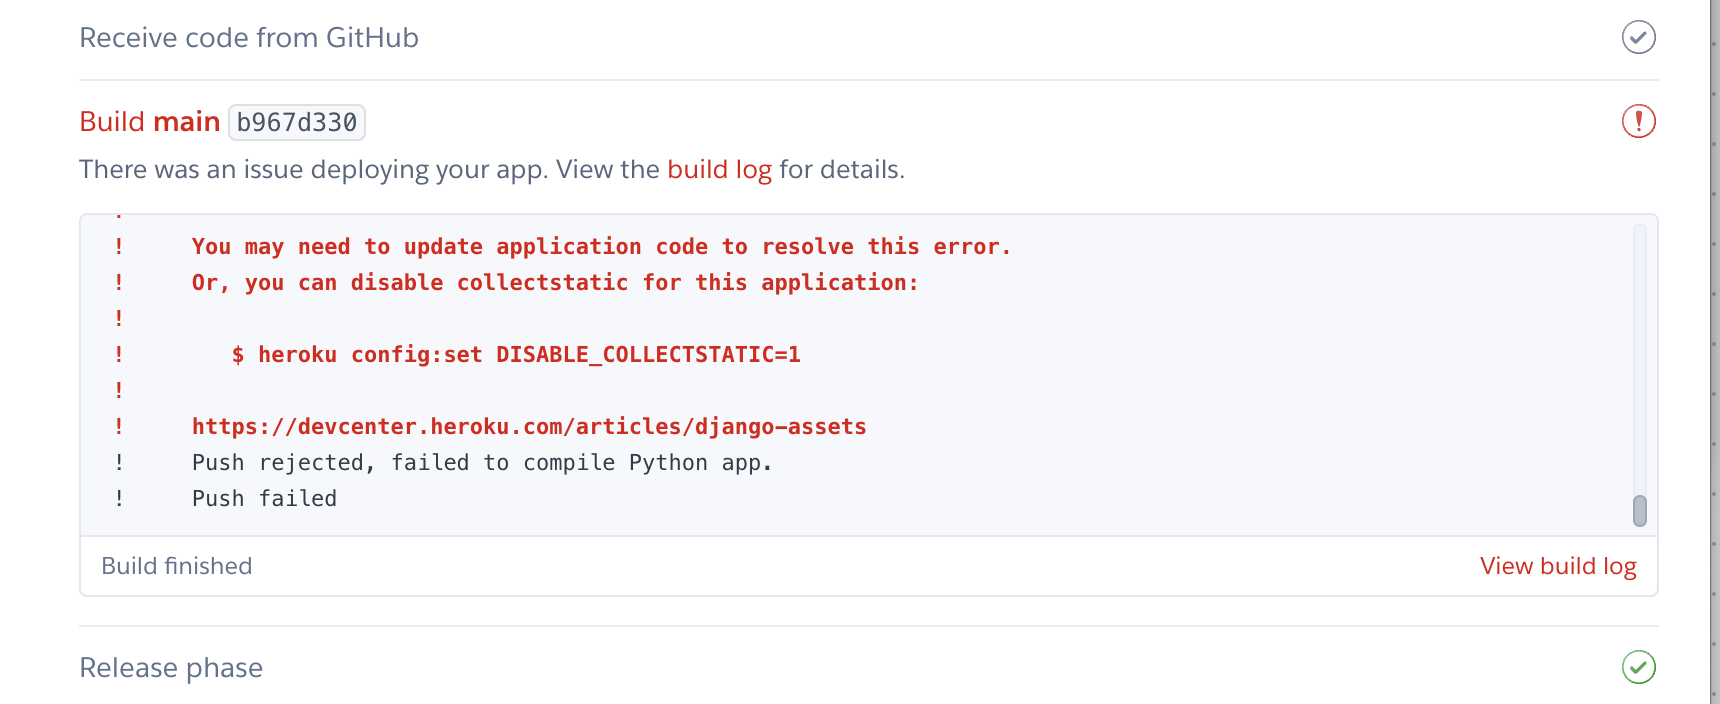 Receive code from GitHub
Build main b967d330
There was an issue deploying your app. View the build log for details.
!
! You may need to update application code to resolve this error.
! Or, you can disable collectstatic for this application:
!
! $ heroku config:set DISABLE_COLLECTSTATIC=1
!
! https://devcenter.heroku.com/articles/django-assets
! Push rejected, failed to compile Python app.
! Push failed
Build finished
View build log
Release phase